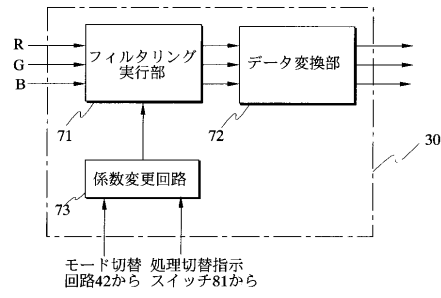 R
G
B
フィルタリング
実行部
71
データ変換部
72
30
係数変更回路
73
モード切替
回路42から
処理切替指示
スイッチ81から